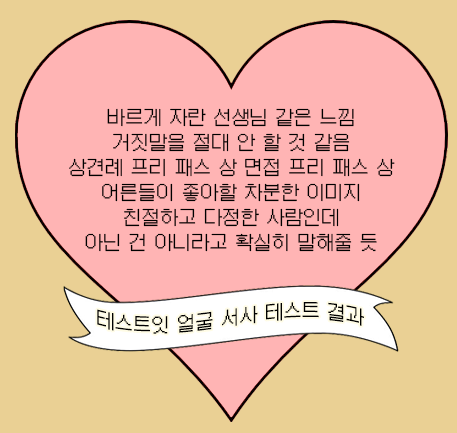 바르게 자란 선생님 같은 느낌
거짓말을 절대 안 할 것 같음
상견례 프리 패스 상 면접 프리 패스 상
어른들이 좋아할 차분한 이미지
친절하고 다정한 사람인데
아닌 건 아니라고 확실히 말해줄 듯
테스트잇 얼굴 서사 테스트 결과